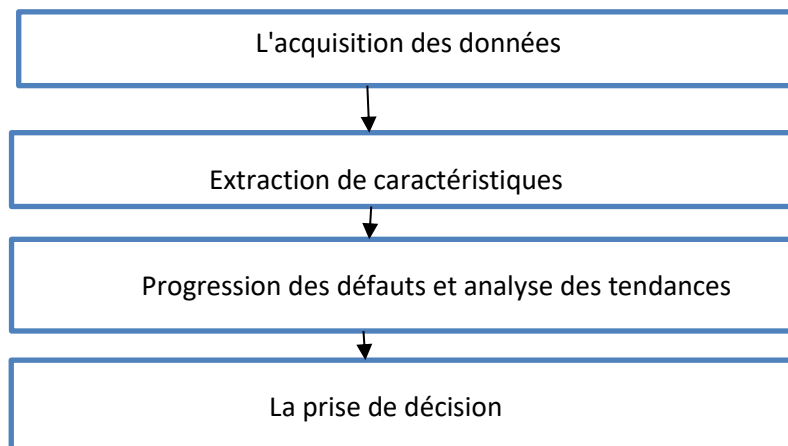 L'acquisition des données
Extraction de caractéristiques
Progression des défauts et analyse des tendances
La prise de décision